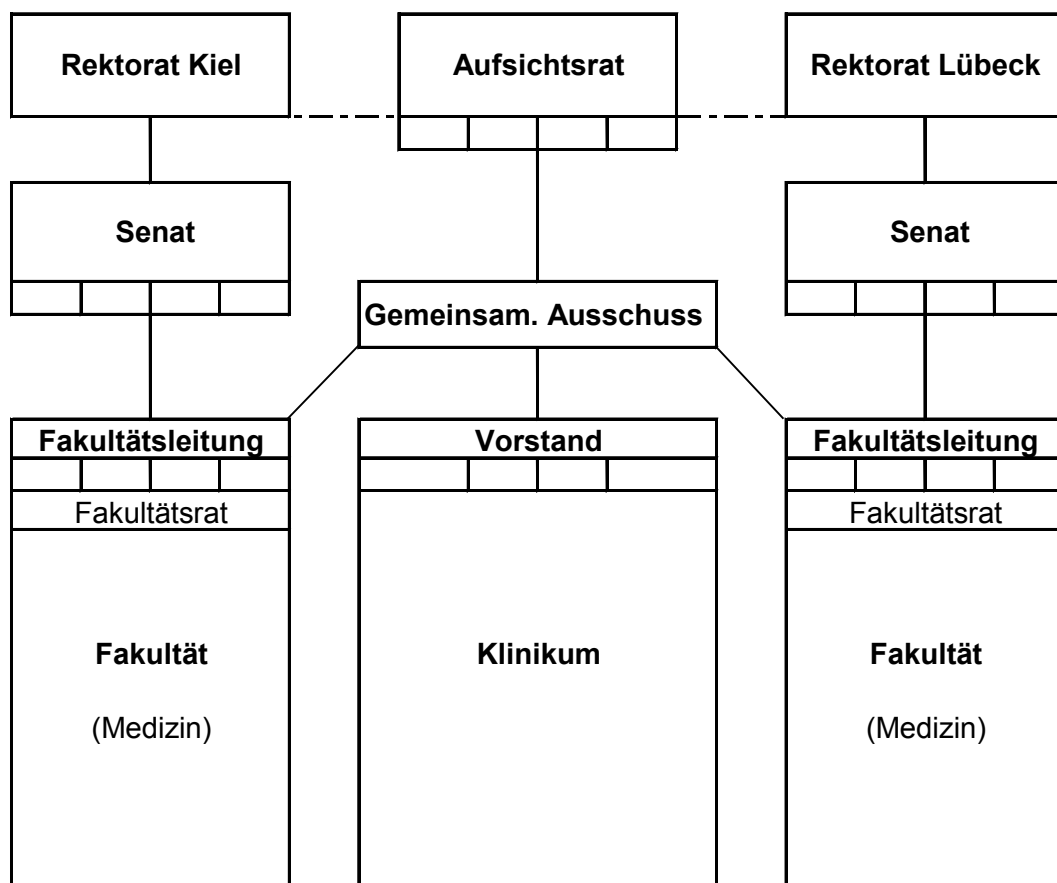 Rektorat Kiel
Aufsichtsrat
Rektorat Lübeck
Senat
Senat
Gemeinsam. Ausschuss
Fakultätsleitung
Vorstand
Fakultätsleitung
Fakultätsrat
Fakultätsrat
Fakultät
Klinikum
Fakultät
(Medizin)
(Medizin)